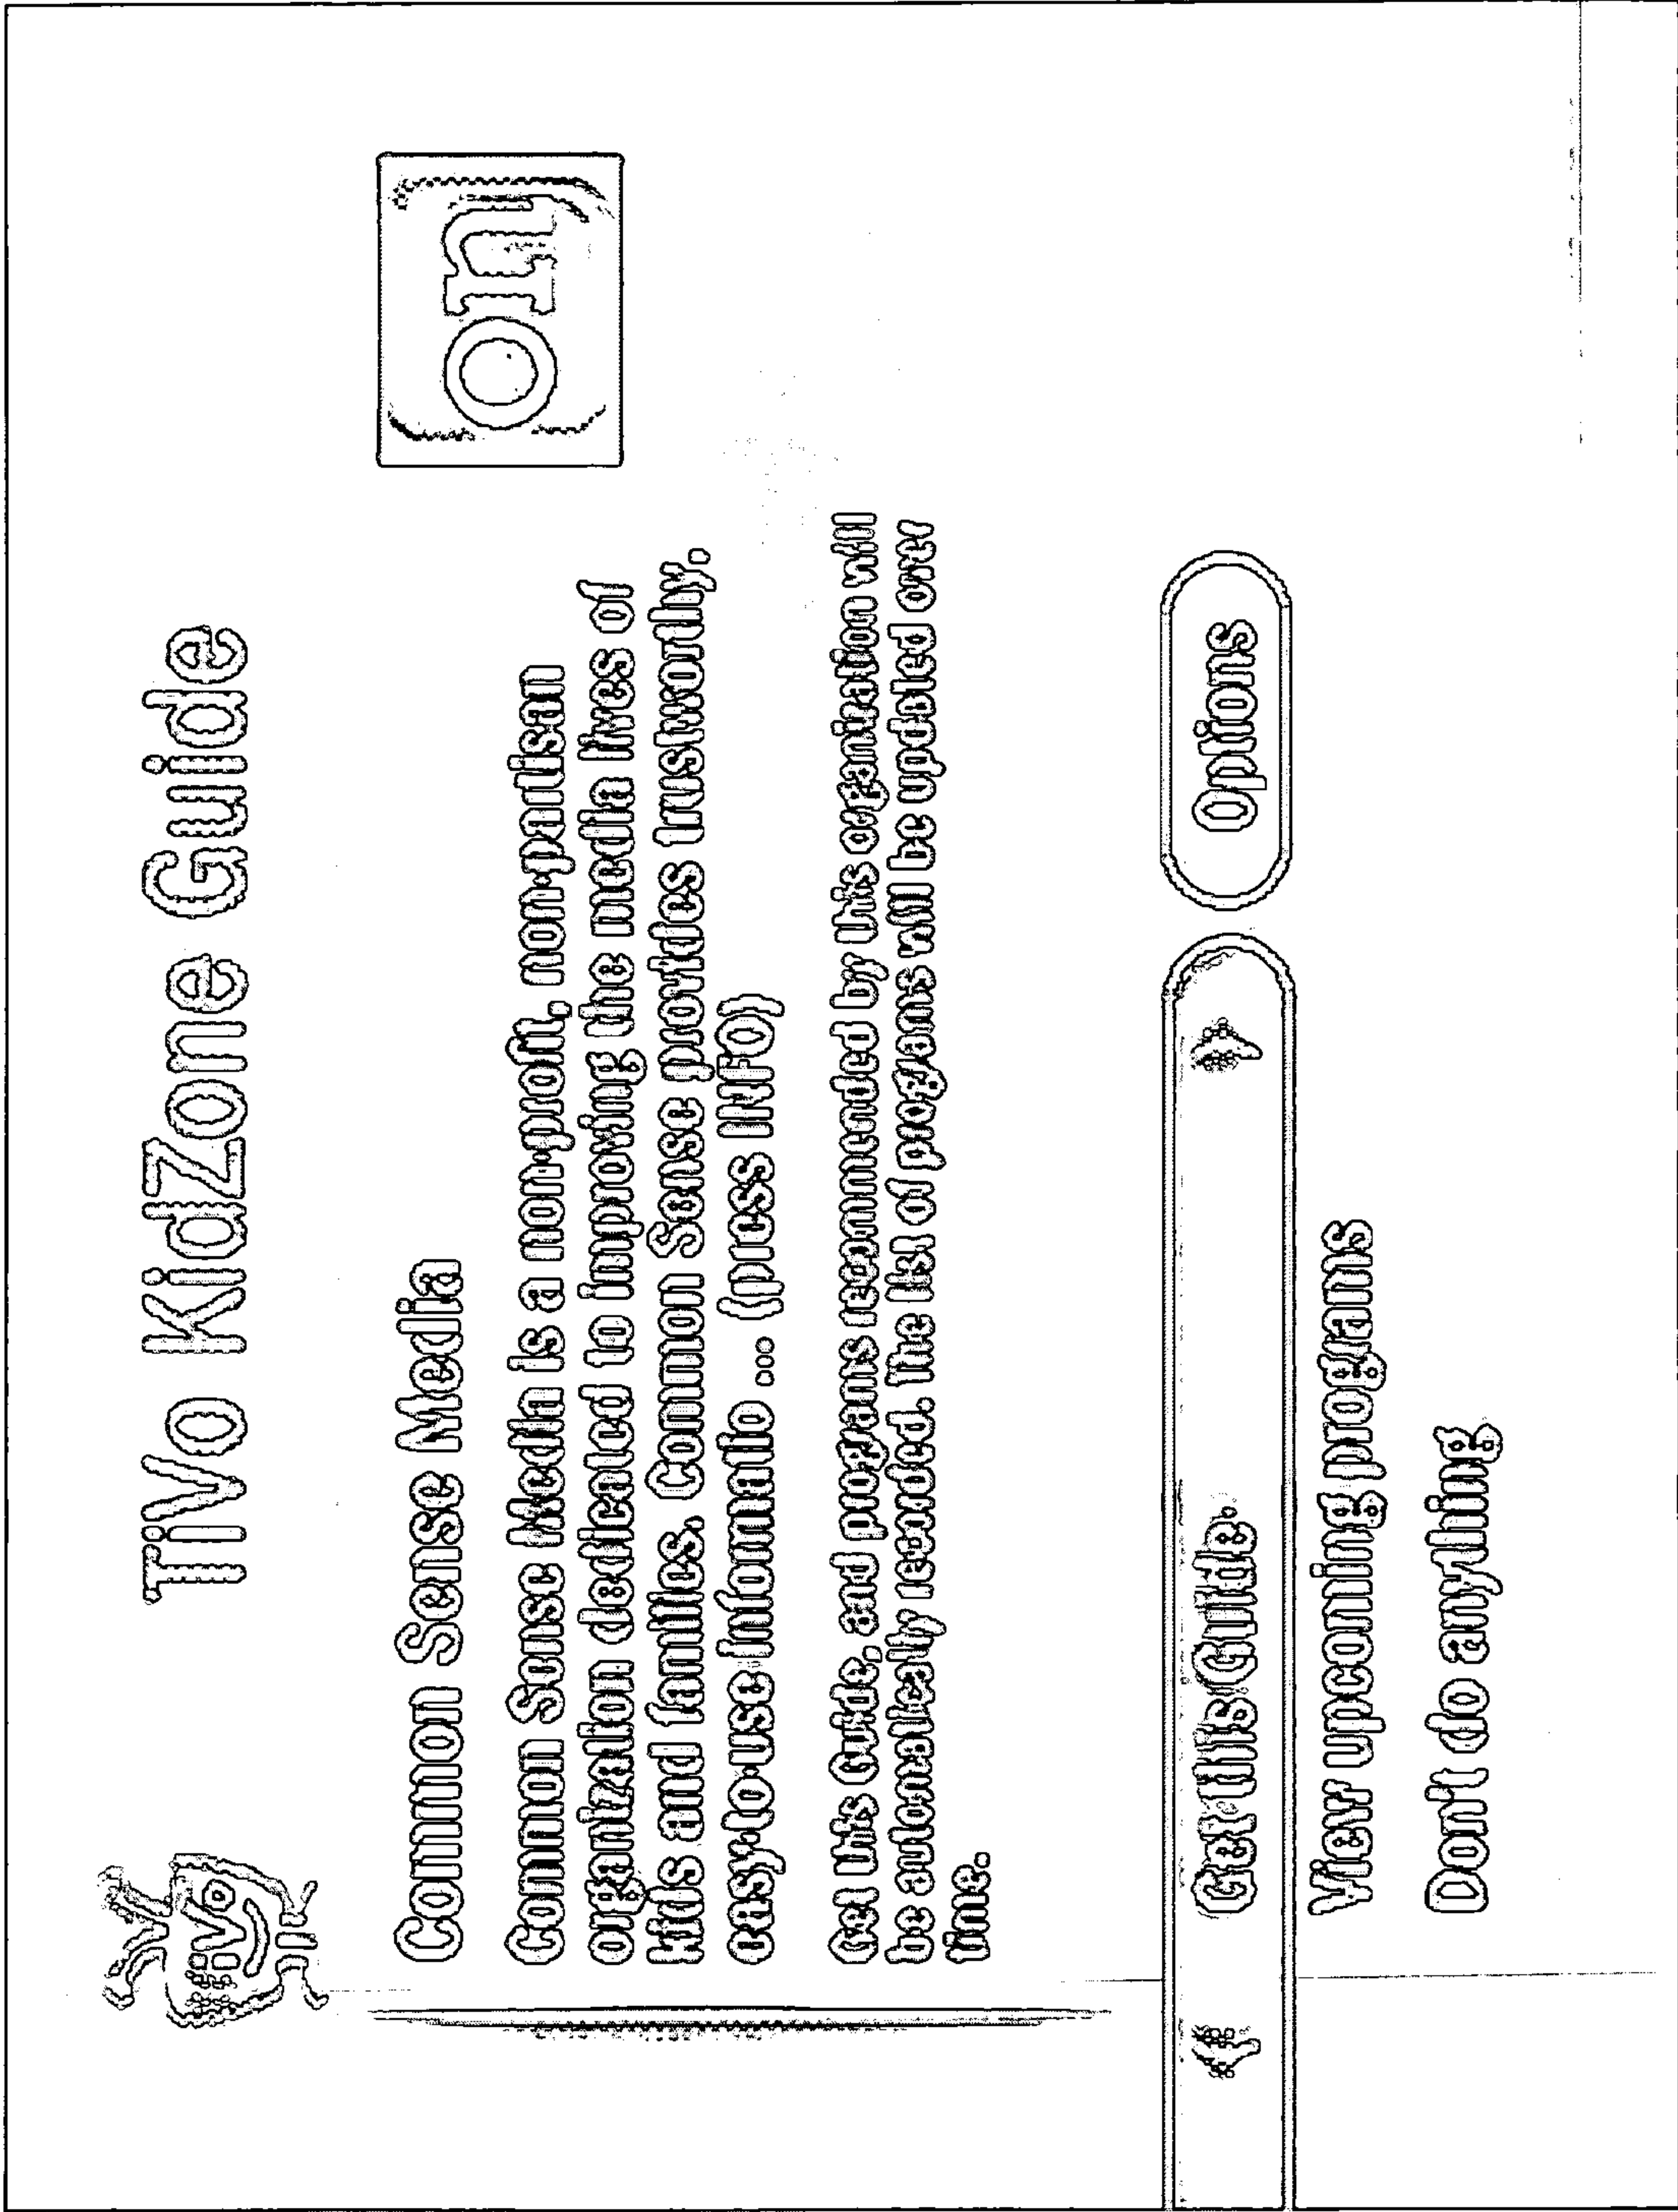 TiVo
TiVo KidZone Guide
on
Common Sense Media
Common Sense Media is a non-profit, non-partisan
organization dedicated to improving the media lives of
kids and families. Common Sense provides trustworthy,
easy-to-use informatio ... (press INFO)
Get this Guide, and programs recommended by this organization will
be automatically recorded. The list of programs will be updated over
time.
Get this Guide.
Options
View upcoming programs
Don't do anything